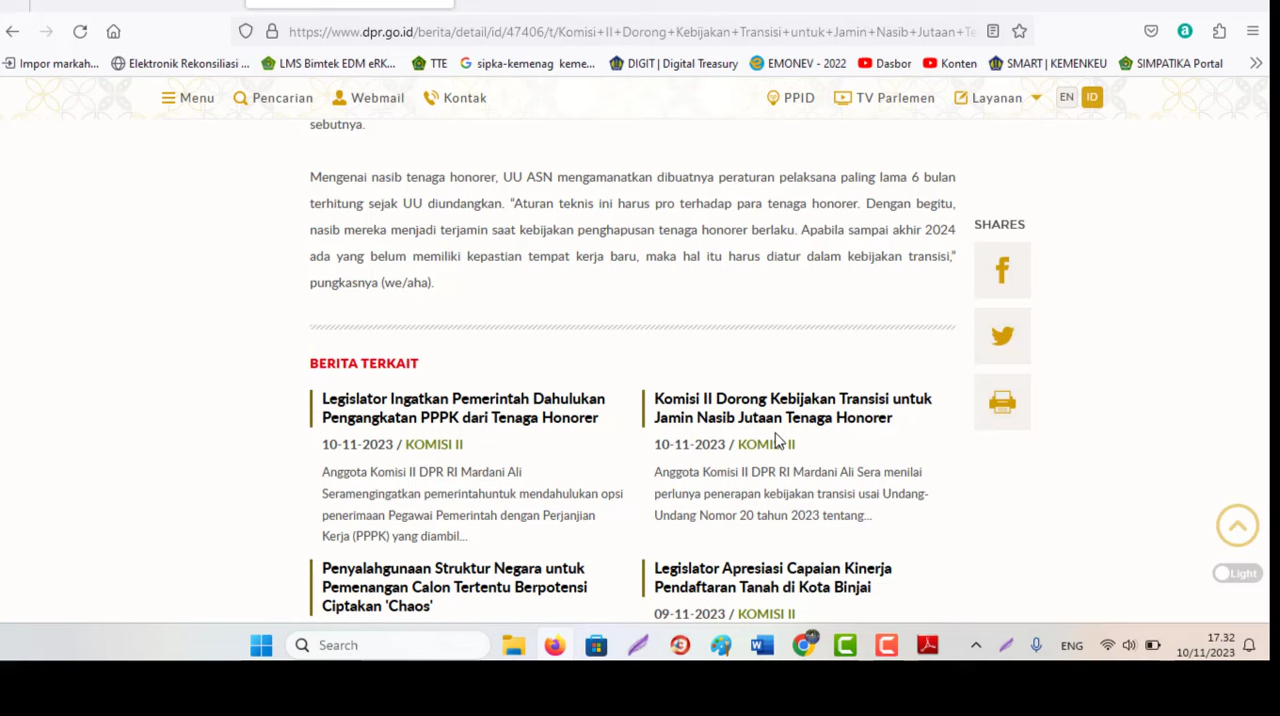 https://www.dpr.go.id/berita/detail/id/47406/t/Komisi+II+Dorong+Kebijakan+Transisi+untuk+Jamin+Nasib+Jutaan+Te
Impor markah... Elektronik Rekonsiliasi ... LMS Bimtek EDM eRK... TTE sipka-kemenag keme... DIGIT | Digital Treasury EMONEV - 2022 Dasbor Konten SMART | KEMENKEU SIMPATIKA Portal
Menu Pencarian Webmail Kontak PPID TV Parlemen Layanan EN ID
sebutnya.
Mengenai nasib tenaga honorer, UU ASN mengamanatkan dibuatnya peraturan pelaksana paling lama 6 bulan
terhitung sejak UU diundangkan. “Aturan teknis ini harus pro terhadap para tenaga honorer. Dengan begitu,
nasib mereka menjadi terjamin saat kebijakan penghapusan tenaga honorer berlaku. Apabila sampai akhir 2024
ada yang belum memiliki kepastian tempat kerja baru, maka hal itu harus diatur dalam kebijakan transisi,”
pungkasnya (we/aha).
SHARES
BERITA TERKAIT
Legislator Ingatkan Pemerintah Dahulukan
Pengangkatan PPPK dari Tenaga Honorer
10-11-2023 / KOMISI II
Anggota Komisi II DPR RI Mardani Ali
Seramengingatkan pemerintahuntuk mendahulukan opsi
penerimaan Pegawai Pemerintah dengan Perjanjian
Kerja (PPPK) yang diambil...
Komisi II Dorong Kebijakan Transisi untuk
Jamin Nasib Jutaan Tenaga Honorer
10-11-2023 / KOMISI II
Anggota Komisi II DPR RI Mardani Ali Sera menilai
perlunya penerapan kebijakan transisi usai Undang-
Undang Nomor 20 tahun 2023 tentang...
Penyalahgunaan Struktur Negara untuk
Pemenangan Calon Tertentu Berpotensi
Ciptakan 'Chaos'
Legislator Apresiasi Capaian Kinerja
Pendaftaran Tanah di Kota Binjai
09-11-2023 / KOMISI II
Light
Search
ENG
17.32
10/11/2023